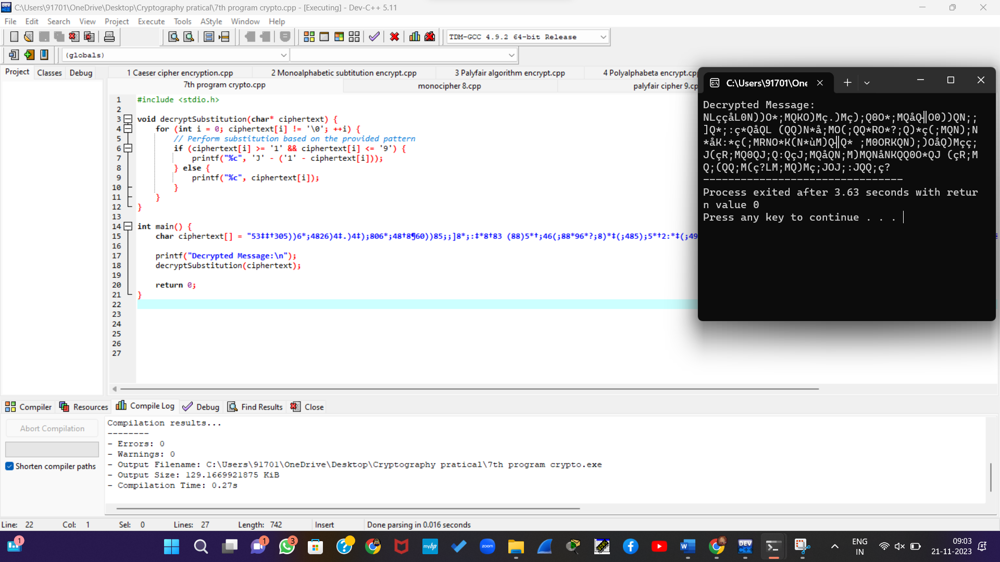 C:\Users\91701\OneDrive\Desktop\Cryptography pratical\7th program crypto.cpp - [Executing] - Dev-C++ 5.11
File Edit Search View Project Execute Tools AStyle Window Help
TDM-GCC 4.9.2 64-bit Release
(globals)
Project Classes Debug
1 Caeser cipher encryption.cpp 2 Monoalphabetic subtitution encrypt.cpp 3 Palyfair algorithm encrypt.cpp 4 Polyalphabeta encrypt.cp
7th program crypto.cpp monocipher 8.cpp palyfair cipher 9.cp
1 #include <stdio.h>
2
3 void decryptSubstitution(char* ciphertext) {
4 for (int i = 0; ciphertext[i] != '\0'; ++i) {
5 // Perform substitution based on the provided pattern
6 if (ciphertext[i] >= '1' && ciphertext[i] <= '9') {
7 printf("%c", 'J' - ('1' - ciphertext[i]));
8 } else {
9 printf("%c", ciphertext[i]);
10 }
11 }
12 }
13
14 int main() {
15 char ciphertext[] = "53‡‡†305))6*;4826)4‡.)4‡);806*;48†8¶60))85;;]8*;:‡*8†83 (88)5*†;46(;88*96*?;8)*‡(;485);5*†2:*‡(;49
16
17 printf("Decrypted Message:\n");
18 decryptSubstitution(ciphertext);
19
20 return 0;
21 }
22
23
24
25
26
27
C:\Users\91701\One
Decrypted Message:
NLççåL0N))O*;MQKO)Mç.)Mç);Q0O*;MQåQ╢O0))QN;;
]Q*;:ç*QåQL (QQ)N*å;MO(;QQ*RO*?;Q)*ç(;MQN);N
*åK:*ç(;MRNO*K(N*ùM)Q╢Q* ;M0ORKQN);)OåQ)Mçç;
J(çR;MQ0QJ;Q:QçJ;MQåQN;M)MQNåNKQQ0O*QJ (çR;M
Q;(QQ;M(ç?LM;MQ)Mç;JOJ;:JQQ;ç?
--------------------------------
Process exited after 3.63 seconds with retur
n value 0
Press any key to continue . . .
Compiler Resources Compile Log Debug Find Results Close
Abort Compilation
Shorten compiler paths
Compilation results...
--------
- Errors: 0
- Warnings: 0
- Output Filename: C:\Users\91701\OneDrive\Desktop\Cryptography pratical\7th program crypto.exe
- Output Size: 129.1669921875 KiB
- Compilation Time: 0.27s
Line: 22 Col: 1 Sel: 0 Lines: 27 Length: 742 Insert Done parsing in 0.016 seconds
1 1 3 myhp zoom W DEV C++
ENG
IN
09:03
21-11-2023